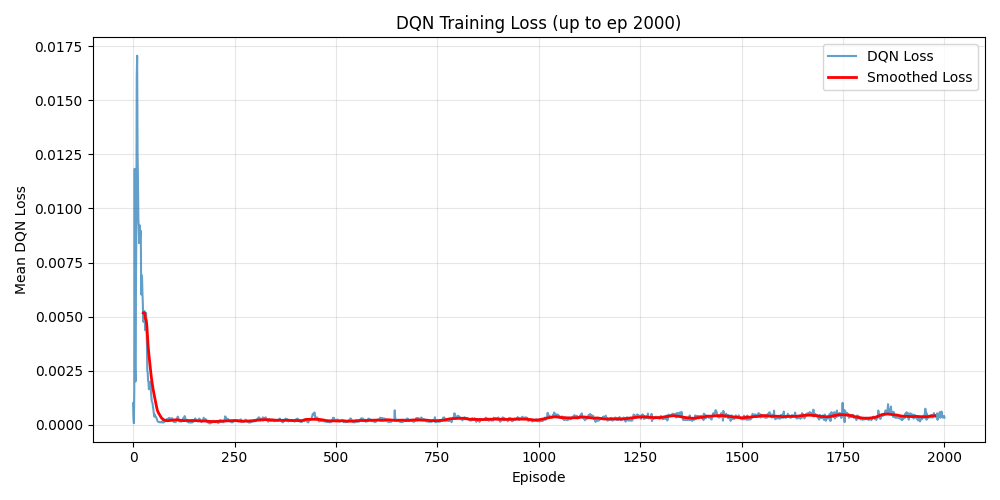 DQN Training Loss (up to ep 2000)
DQN Loss
Smoothed Loss
Mean DQN Loss
0.0175
0.0150
0.0125
0.0100
0.0075
0.0050
0.0025
0.0000
0 250 500 750 1000 1250 1500 1750 2000
Episode